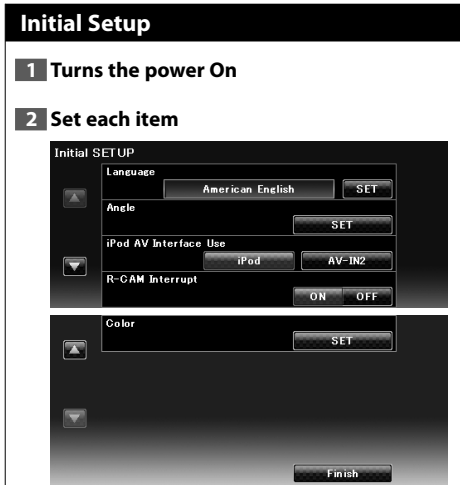 Initial Setup
1 Turns the power On
2 Set each item
Initial SETUP
Language
American English SET
Angle
SET
iPod AV Interface Use
iPod AV-IN2
R-CAM Interrupt
ON OFF
Color
SET
Finish